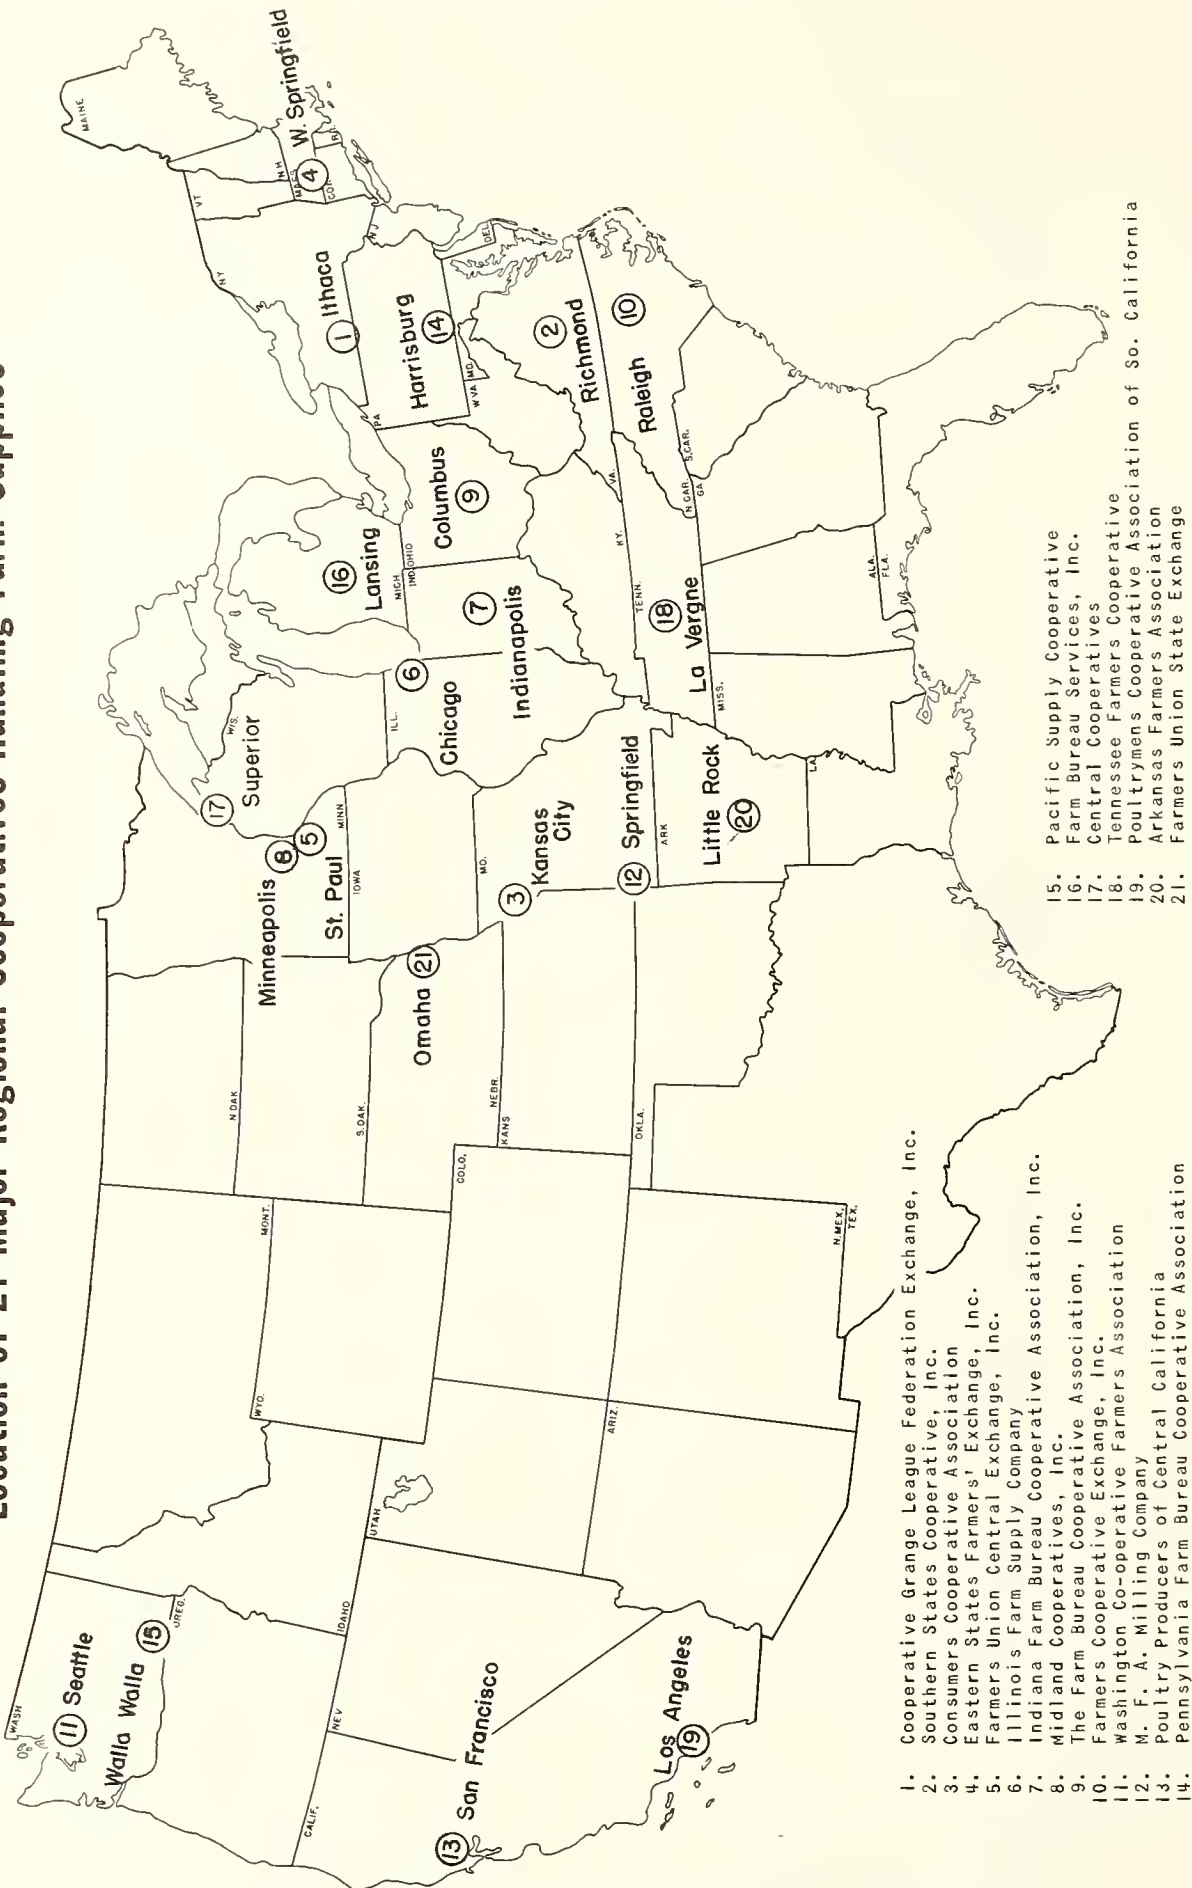 Location of 21 Major Regional Cooperatives Handling Farm Supplies
WASH
11 Seattle
Walla Walla 15
OREG.
IDAHO
MONT.
N.DAK
S.DAK.
WYO.
NEV
UTAH
CALIF.
13 San Francisco
Los Angeles
19
ARIZ.
COLO.
NEBR.
KANS
OKLA.
N.MEX.
TEX.
Minneapolis 8
St. Paul 5
MINN
IOWA
Omaha 21
17
Superior
WIS.
ILL.
6
Chicago
MO.
3 Kansas
City
12 Springfield
ARK
Little Rock
20
LA.
16
Lansing
MICH
IND.
OHIO
7
Indianapolis
Columbus
9
KY.
TENN.
18
La Vergne
MISS.
ALA.
FLA.
GA
N CAR.
S.CAR.
VA.
MAINE
VT
N H
NY
MASS
4 W. Springfield
CON.
R.I.
1 Ithaca
N J
PA
Harrisburg
14
DEL
W.VA
MD.
2
Richmond
10
Raleigh
1. Cooperative Grange League Federation Exchange, Inc.
2. Southern States Cooperative, Inc.
3. Consumers Cooperative Association
4. Eastern States Farmers' Exchange, Inc.
5. Farmers Union Central Exchange, Inc.
6. Illinois Farm Supply Company
7. Indiana Farm Bureau Cooperative Association, Inc.
8. Midland Cooperatives, Inc.
9. The Farm Bureau Cooperative Association, Inc.
10. Farmers Cooperative Exchange, Inc.
11. Washington Co-operative Farmers Association
12. M. F. A. Milling Company
13. Poultry Producers of Central California
14. Pennsylvania Farm Bureau Cooperative Association
15. Pacific Supply Cooperative
16. Farm Bureau Services, Inc.
17. Central Cooperatives
18. Tennessee Farmers Cooperative
19. Poultrymens Cooperative Association of So. California
20. Arkansas Farmers Association
21. Farmers Union State Exchange